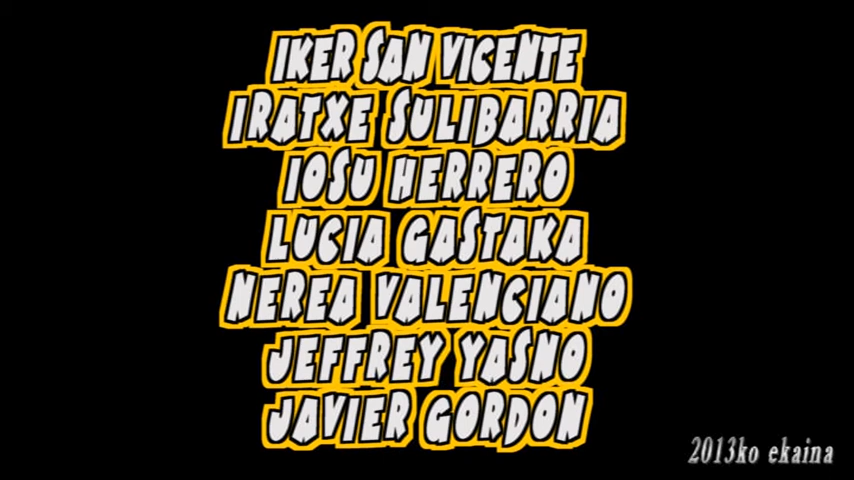 IKER SAN VICENTE
IRATXE SULIBARRIA
IOSU HERRERO
LUCIA GASTAKA
NEREA VALENCIANO
JEFFREY YASNO
JAVIER GORDON
2013ko ekaina